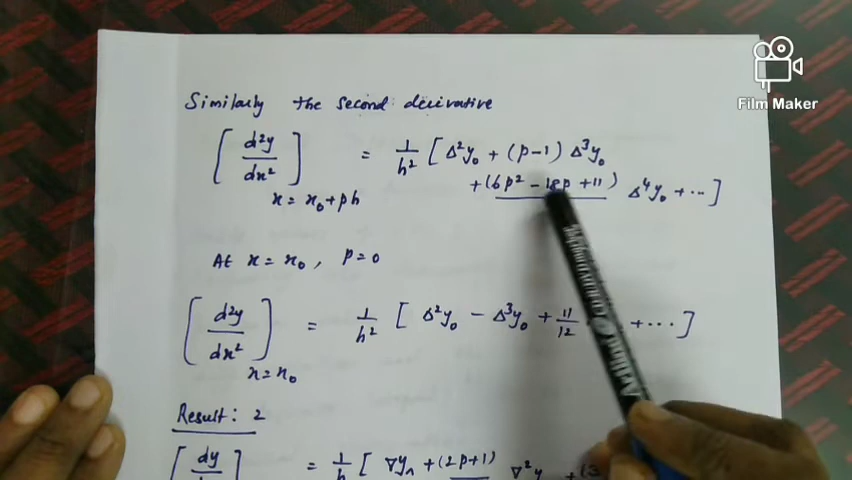 Film Maker
Similarly the second derivative
[d²y/dx²] x = x₀+ph = 1/h² [Δ²y₀ + (p-1) Δ³y₀
+(6p² - 18p + 11) Δ⁴y₀ + ...]
At x = x₀, p=0
[d²y/dx²] x=x₀ = 1/h² [Δ²y₀ - Δ³y₀ + 11/12 + ...]
Result: 2
[dy = 1/h [∇yₙ + (2p+1) ∇²y